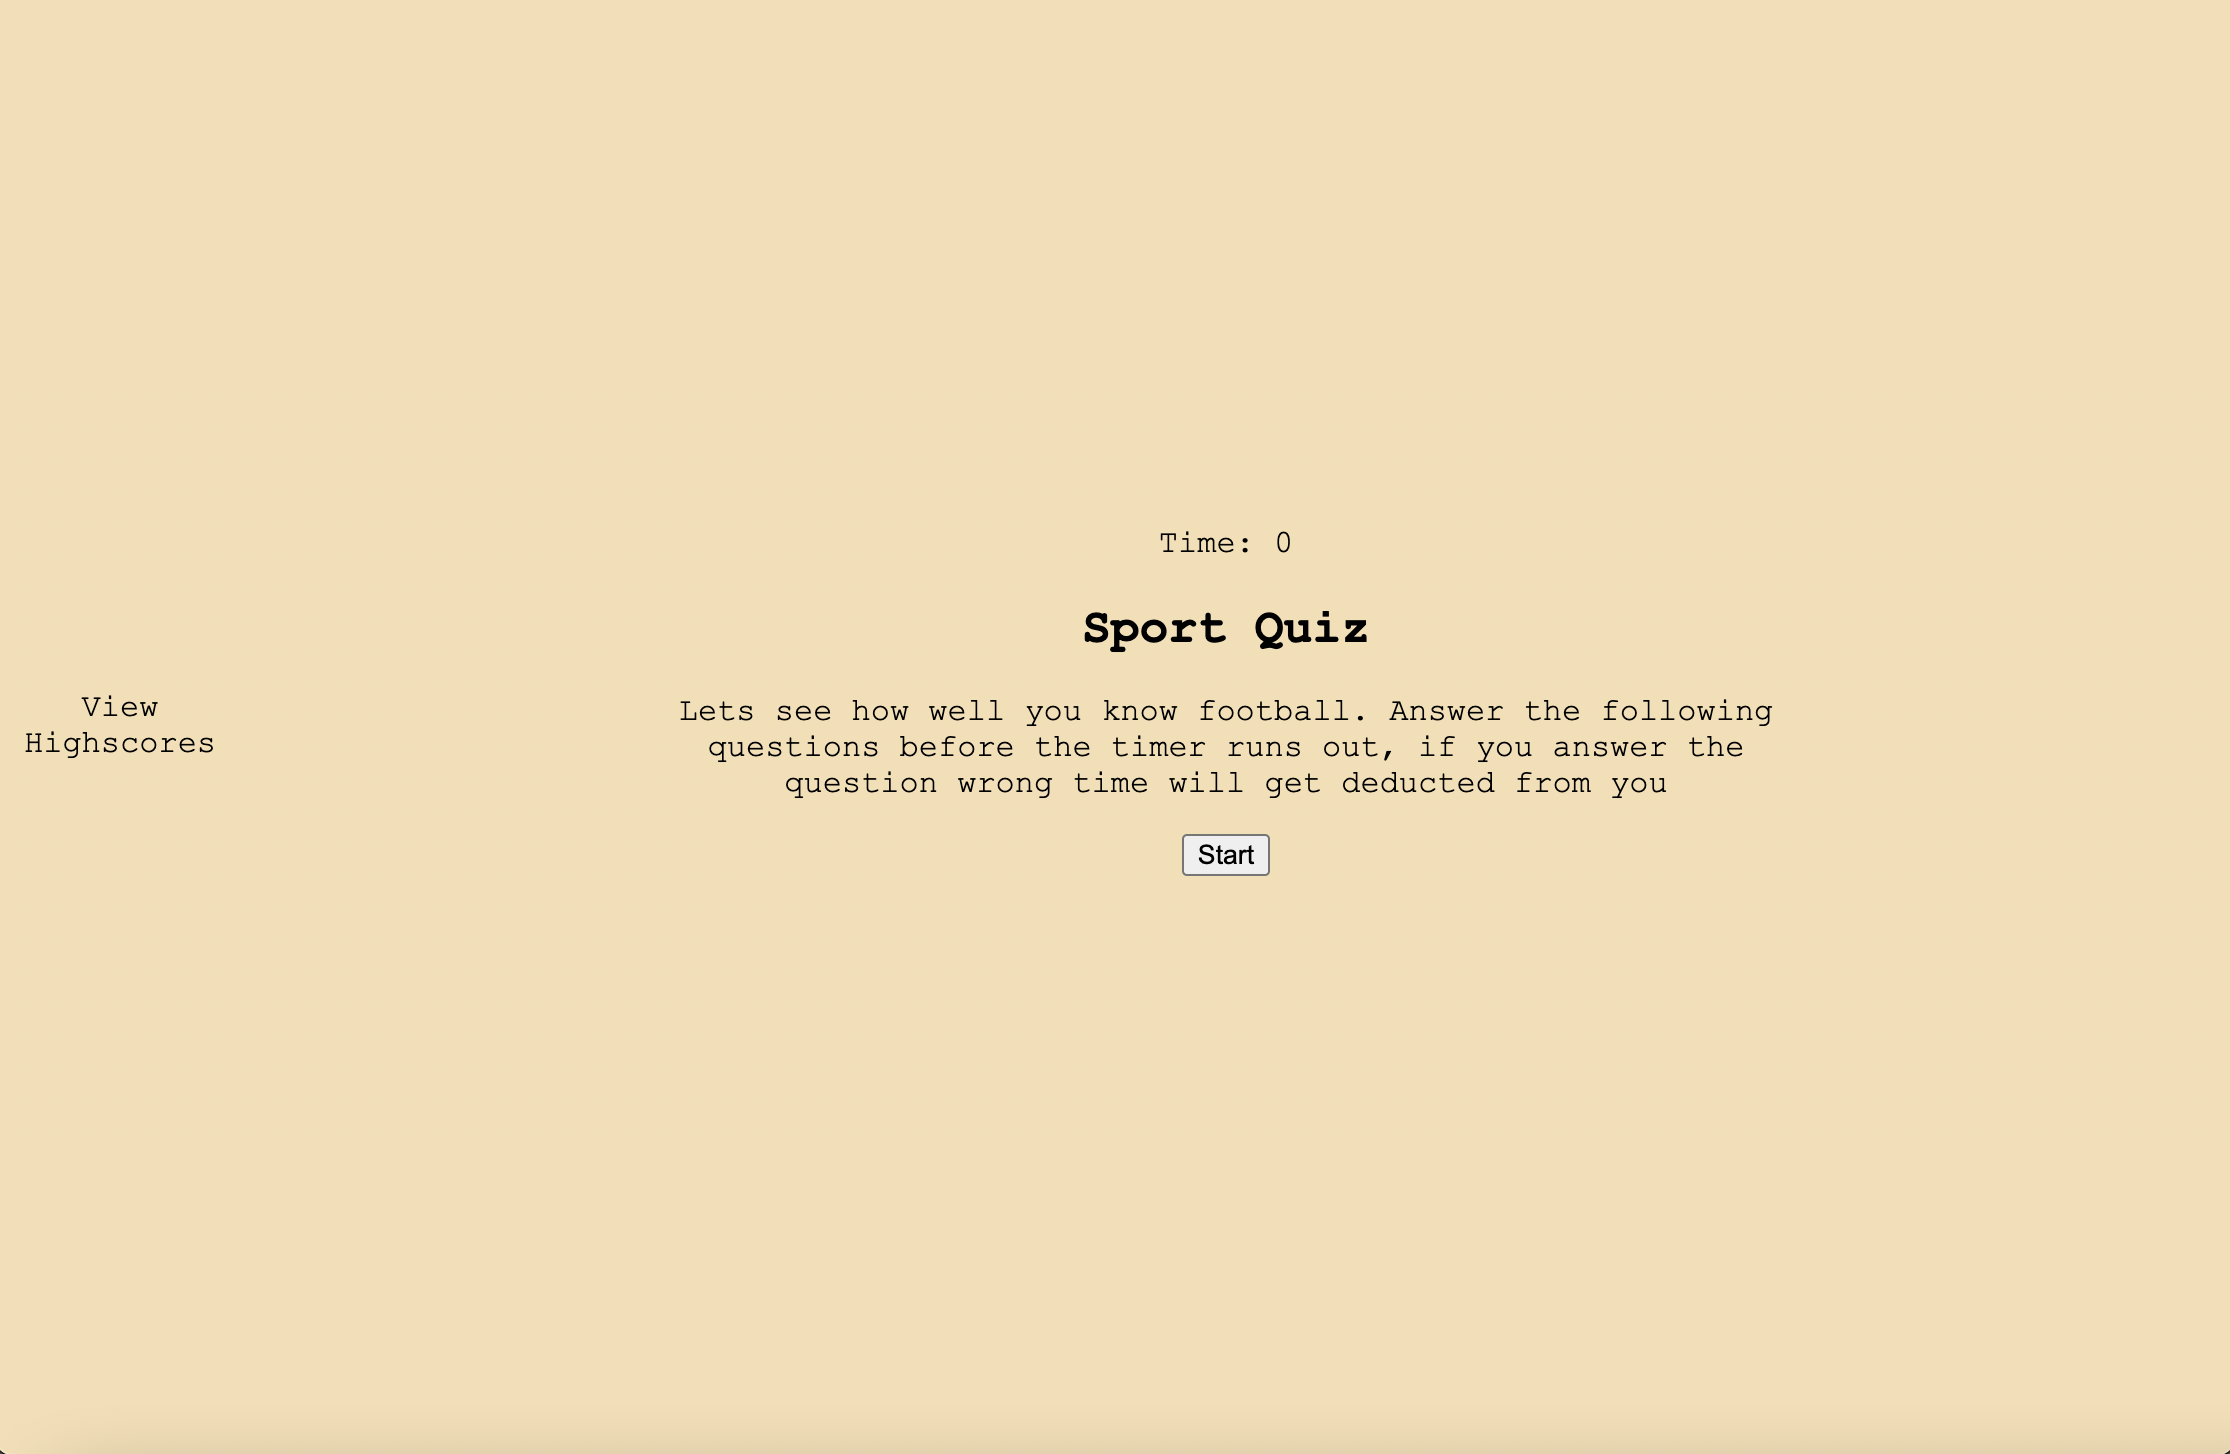 Time: 0
Sport Quiz
View
Highscores
Lets see how well you know football. Answer the following
questions before the timer runs out, if you answer the
question wrong time will get deducted from you
Start